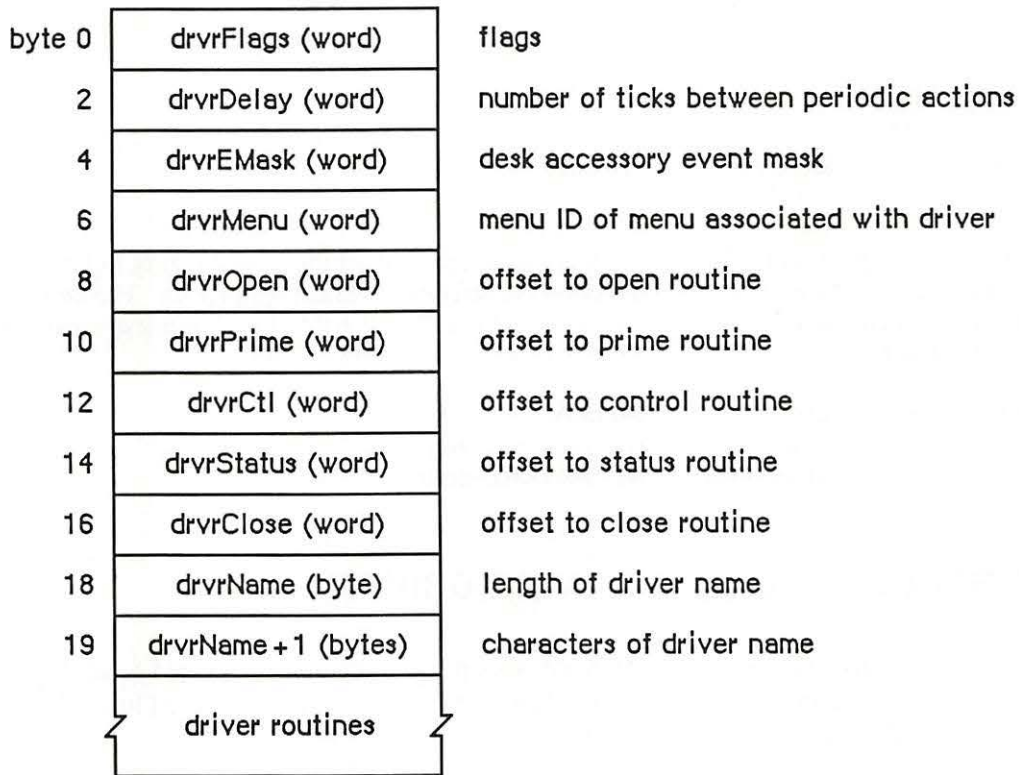 byte 0 drvrFlags (word) flags
2 drvrDelay (word) number of ticks between periodic actions
4 drvrEMask (word) desk accessory event mask
6 drvrMenu (word) menu ID of menu associated with driver
8 drvrOpen (word) offset to open routine
10 drvrPrime (word) offset to prime routine
12 drvrCtl (word) offset to control routine
14 drvrStatus (word) offset to status routine
16 drvrClose (word) offset to close routine
18 drvrName (byte) length of driver name
19 drvrName+1 (bytes) characters of driver name
driver routines